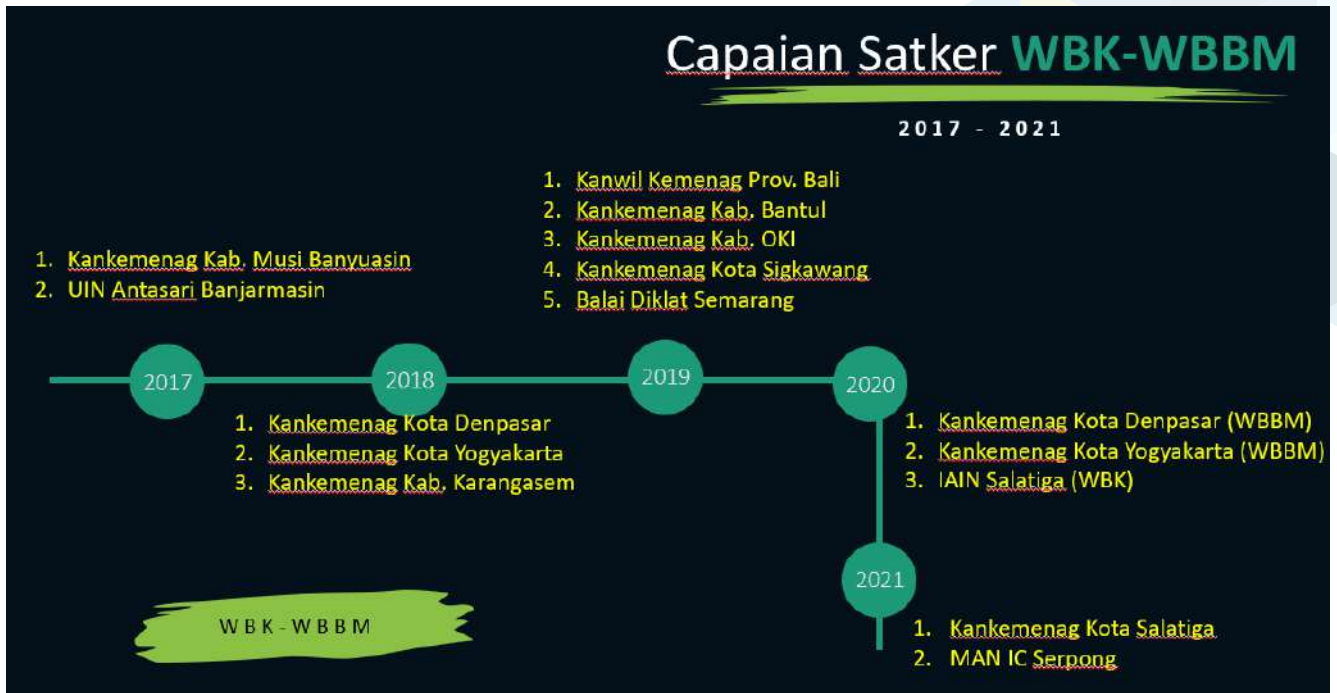 Capaian Satker WBK-WBBM
2017 - 2021
1. Kankemenag Kab. Musi Banyuasin
2. UIN Antasari Banjarmasin
1. Kanwil Kemenag Prov. Bali
2. Kankemenag Kab. Bantul
3. Kankemenag Kab. OKI
4. Kankemenag Kota Sigkawang
5. Balai Diklat Semarang
2017
2018
2019
2020
1. Kankemenag Kota Denpasar
2. Kankemenag Kota Yogyakarta
3. Kankemenag Kab. Karangasem
1. Kankemenag Kota Denpasar (WBBM)
2. Kankemenag Kota Yogyakarta (WBBM)
3. IAIN Salatiga (WBK)
2021
1. Kankemenag Kota Salatiga
2. MAN IC Serpong
WBK-WBBM